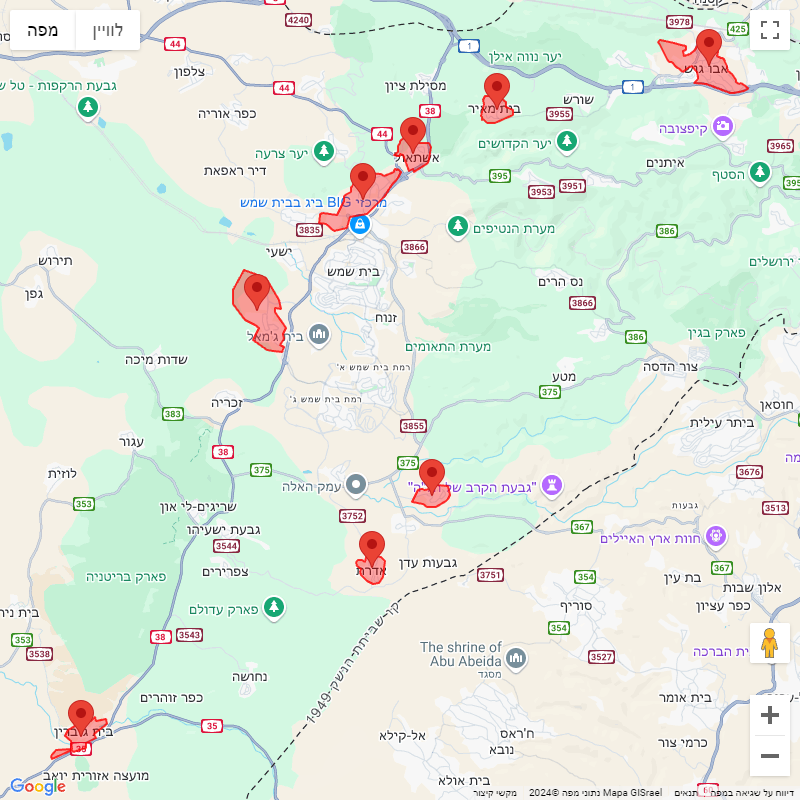 מפה
לוויין
4240
44
3978
425
אבו גוש
1
יער נווה אילן
צלפון
מסילת ציון
גבעת הרקפות - טל ש
44
38
בית מאיר
שורש
1
3955
כפר אוריה
44
יער הקדושים
קיפצובה
יער צרעה
אשתאול
איתנים
3965
דיר ראפאת
395
3953
3951
הסטף
395
מרכזי BIG ביג בבית שמש
3835
מערת הנטיפים
386
ישעי
3866
תירוש
בית שמש
ירושלים
גפן
נס הרים
3866
זנוח
בית ג'מאל
386
פארק בגין
מערת התאומים
שדות מיכה
רמת בית שמש א'
מטע
צור הדסה
375
זכריה
רמת בית שמש ג'
חוסאן
383
3855
ביתר עילית
עגור
38
375
375
לוזית
עמק האלה
"גבעת הקרב של
3676
353
שריגים-לי און
3752
גבעות
3513
גבעת ישעיהו
367
חוות ארץ האיילים
3544
גבעות עדן
367
צפרירים
אדרת
3751
354
בת עין
פארק בריטניה
אלון שבות
פארק עדולם
סוריף
כפר עציון
בית ניר
38
3543
קו-שביתת-הנשק-1949
354
353
3538
The shrine of
Abu Abeida
מסגד
3527
ית הברכה
נחושה
כפר זוהרים
בית אומר
35
בית גוברין
ח'ראס
נובא
אל-קילא
כרמי צור
35
מועצה אזורית יואב
בית אולא
60
Google
מקשי קיצור
נתוני מפה ©2024 Mapa GISrael
תנאים
דיווח על שגיאה במפה